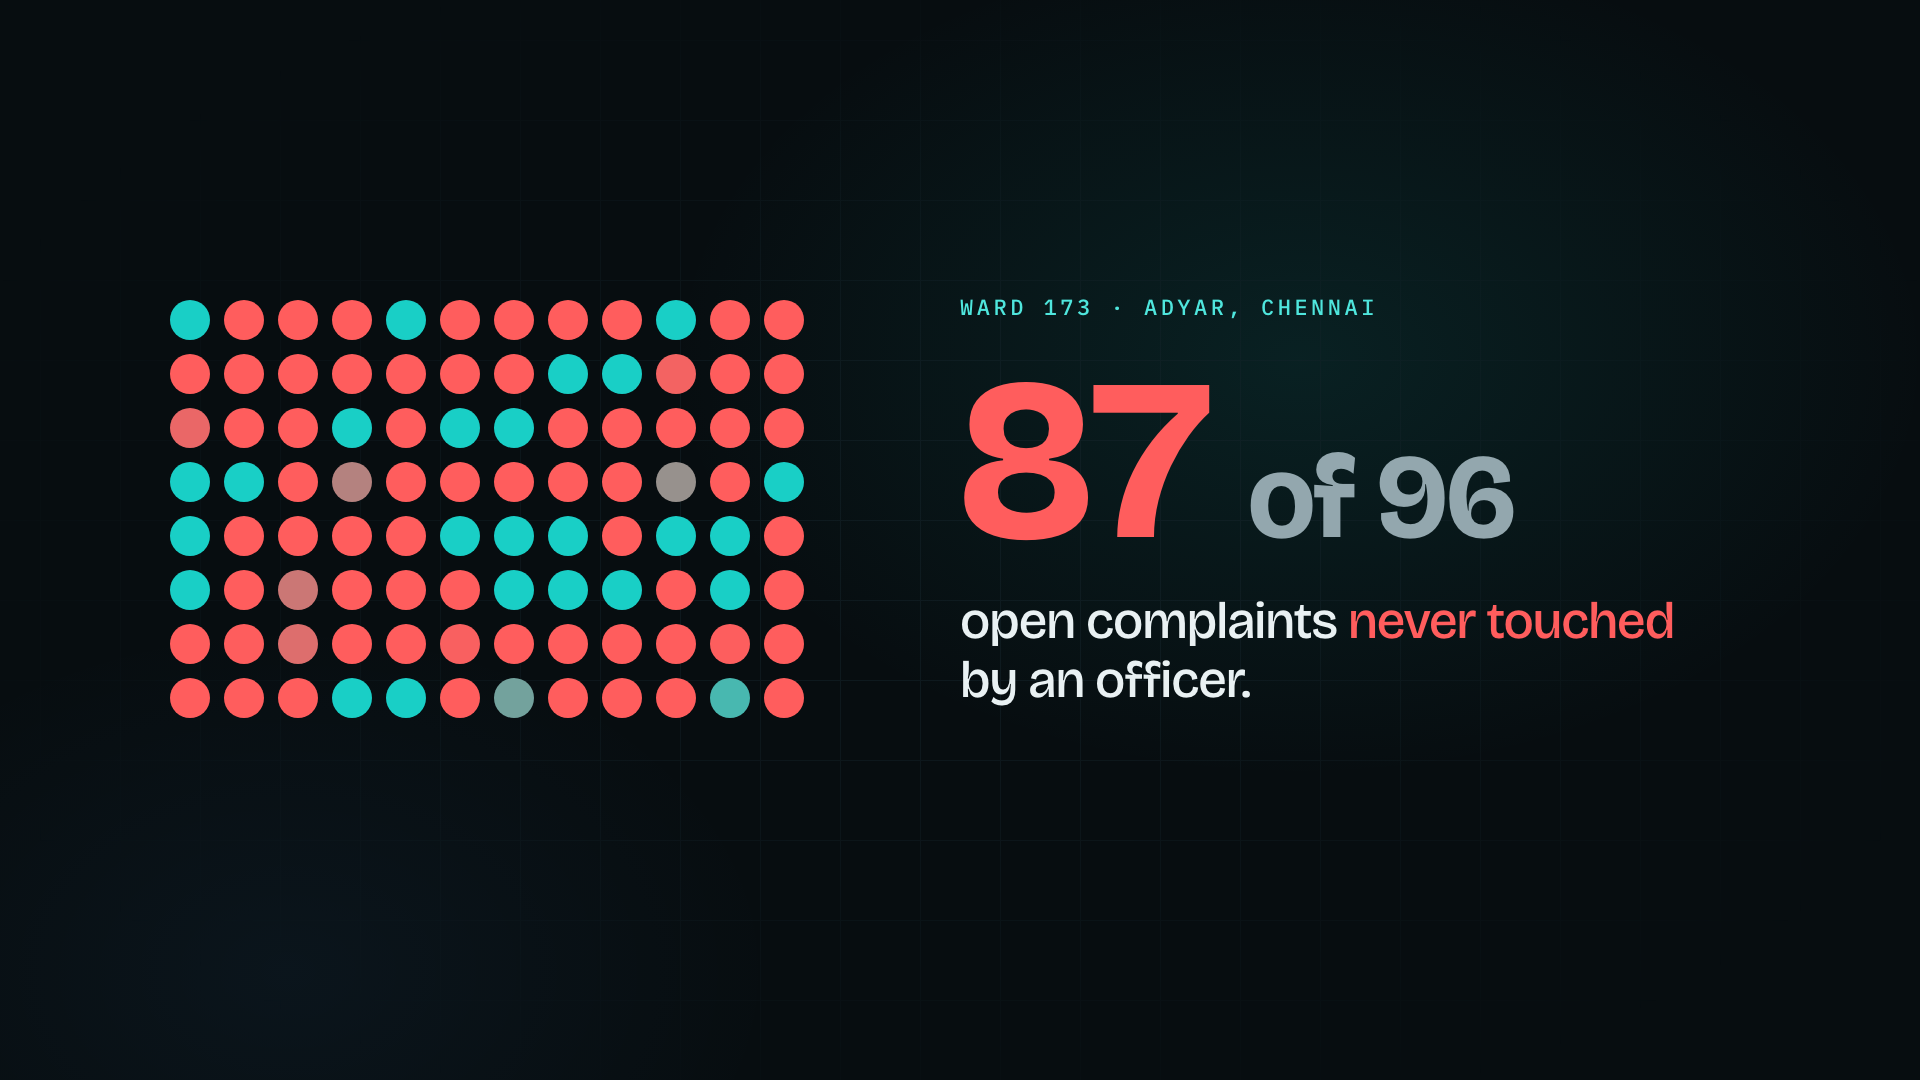 WARD 173 · ADYAR, CHENNAI
87 of 96
open complaints never touched
by an officer.